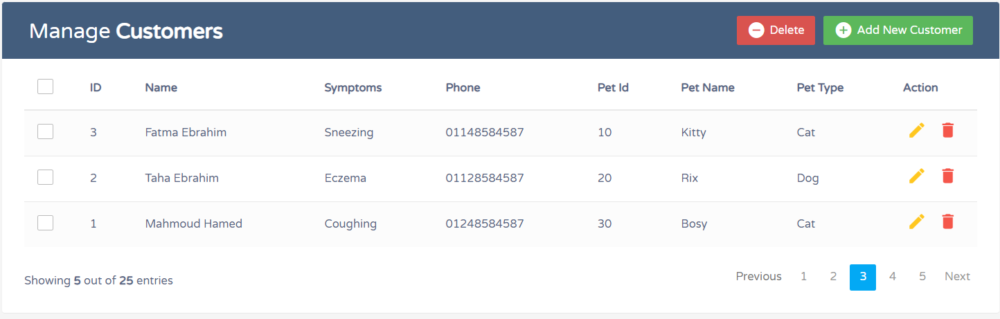 Manage Customers Delete Add New Customer
ID Name Symptoms Phone Pet Id Pet Name Pet Type Action
3 Fatma Ebrahim Sneezing 01148584587 10 Kitty Cat
2 Taha Ebrahim Eczema 01128584587 20 Rix Dog
1 Mahmoud Hamed Coughing 01248584587 30 Bosy Cat
Showing 5 out of 25 entries Previous 1 2 3 4 5 Next